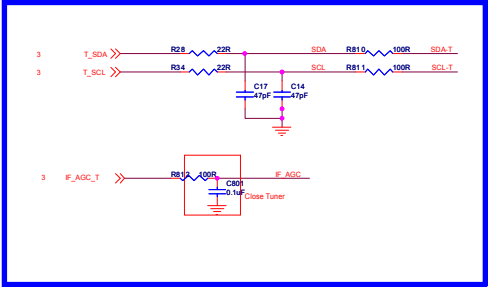 3 T_SDA R28 22R SDA R810 100R SDA-T
3 T_SCL R34 22R SCL R811 100R SCL-T
C17 C14
47pF 47pF
3 IF_AGC_T R812 100R IF_AGC
C801
0.1uF
Close Tuner